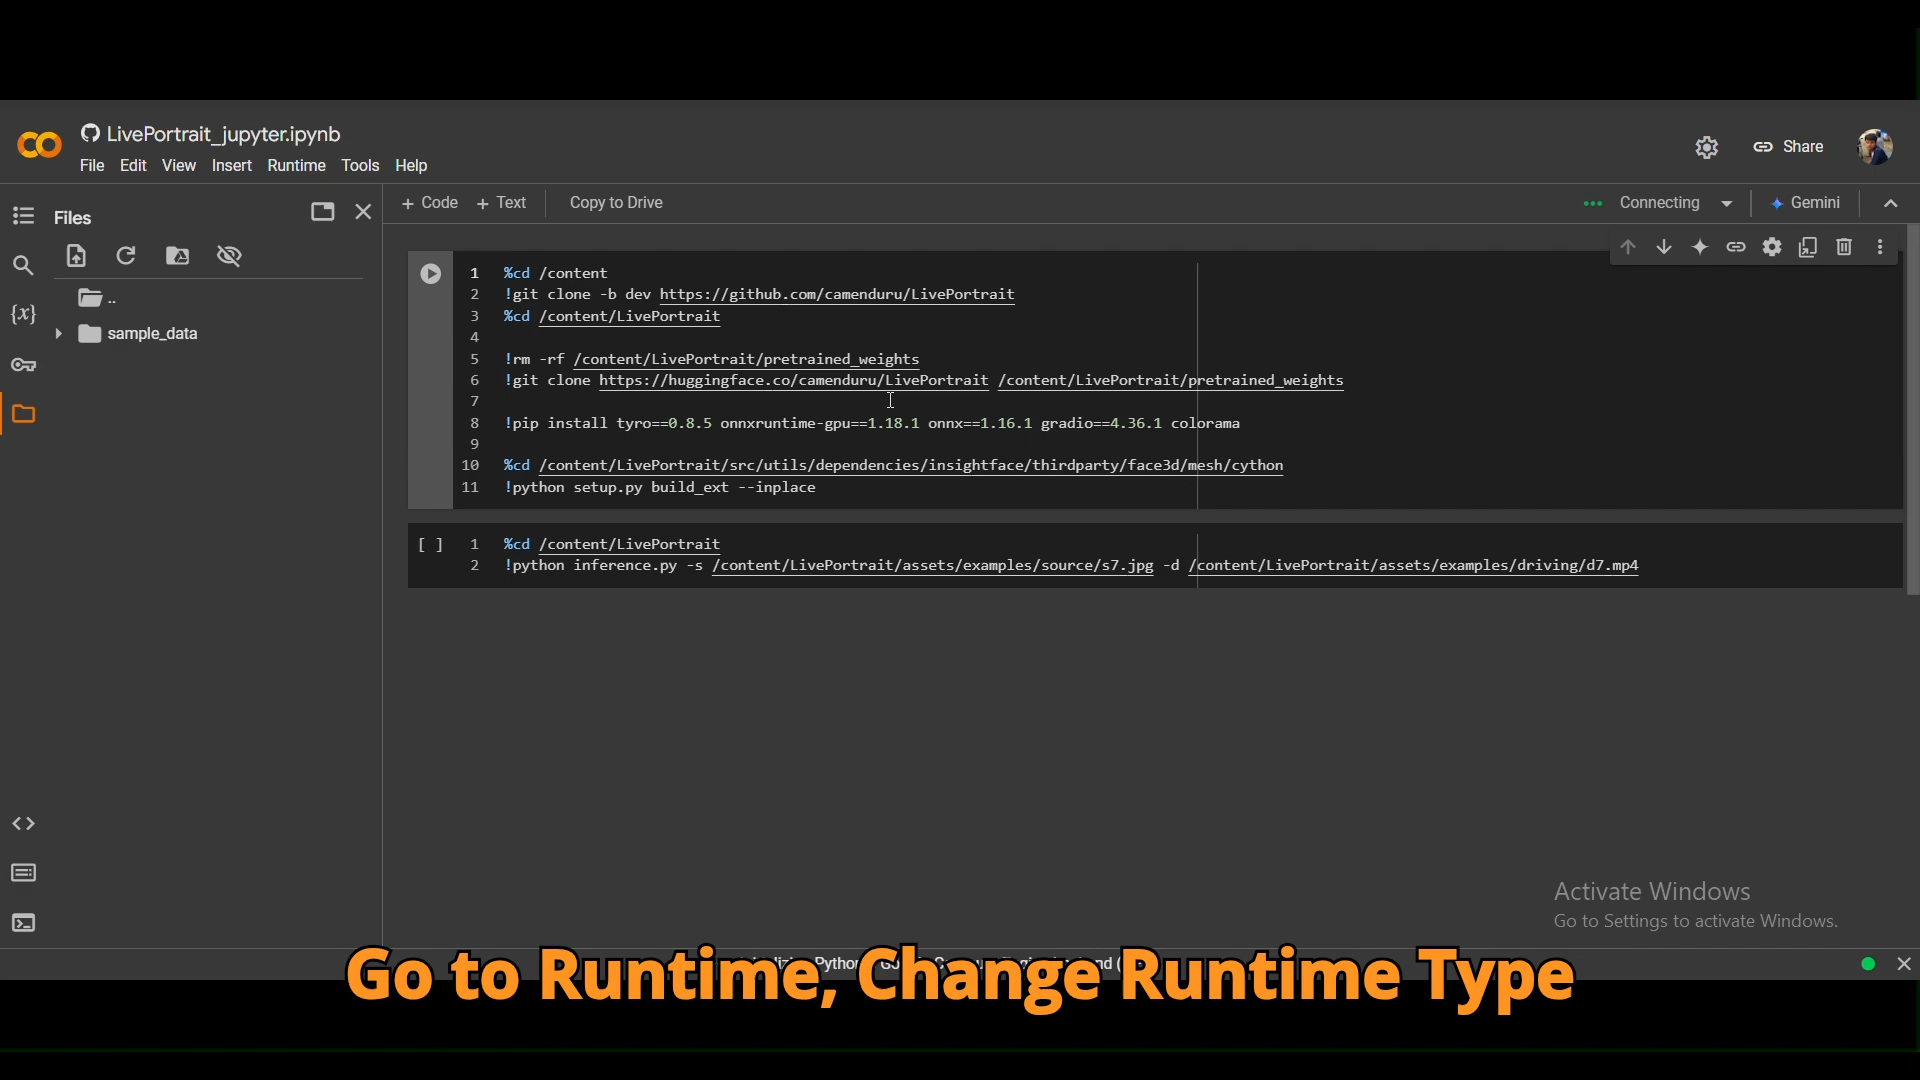 LivePortrait_jupyter.ipynb
File Edit View Insert Runtime Tools Help
Share
Files
+ Code + Text Copy to Drive
Connecting
Gemini
..
sample_data
1 %cd /content
2 !git clone -b dev https://github.com/camenduru/LivePortrait
3 %cd /content/LivePortrait
4
5 !rm -rf /content/LivePortrait/pretrained_weights
6 !git clone https://huggingface.co/camenduru/LivePortrait /content/LivePortrait/pretrained_weights
7
8 !pip install tyro==0.8.5 onnxruntime-gpu==1.18.1 onnx==1.16.1 gradio==4.36.1 colorama
9
10 %cd /content/LivePortrait/src/utils/dependencies/insightface/thirdparty/face3d/mesh/cython
11 !python setup.py build_ext --inplace
[ ] 1 %cd /content/LivePortrait
2 !python inference.py -s /content/LivePortrait/assets/examples/source/s7.jpg -d /content/LivePortrait/assets/examples/driving/d7.mp4
Activate Windows
Go to Settings to activate Windows.
Go to Runtime, Change Runtime Type